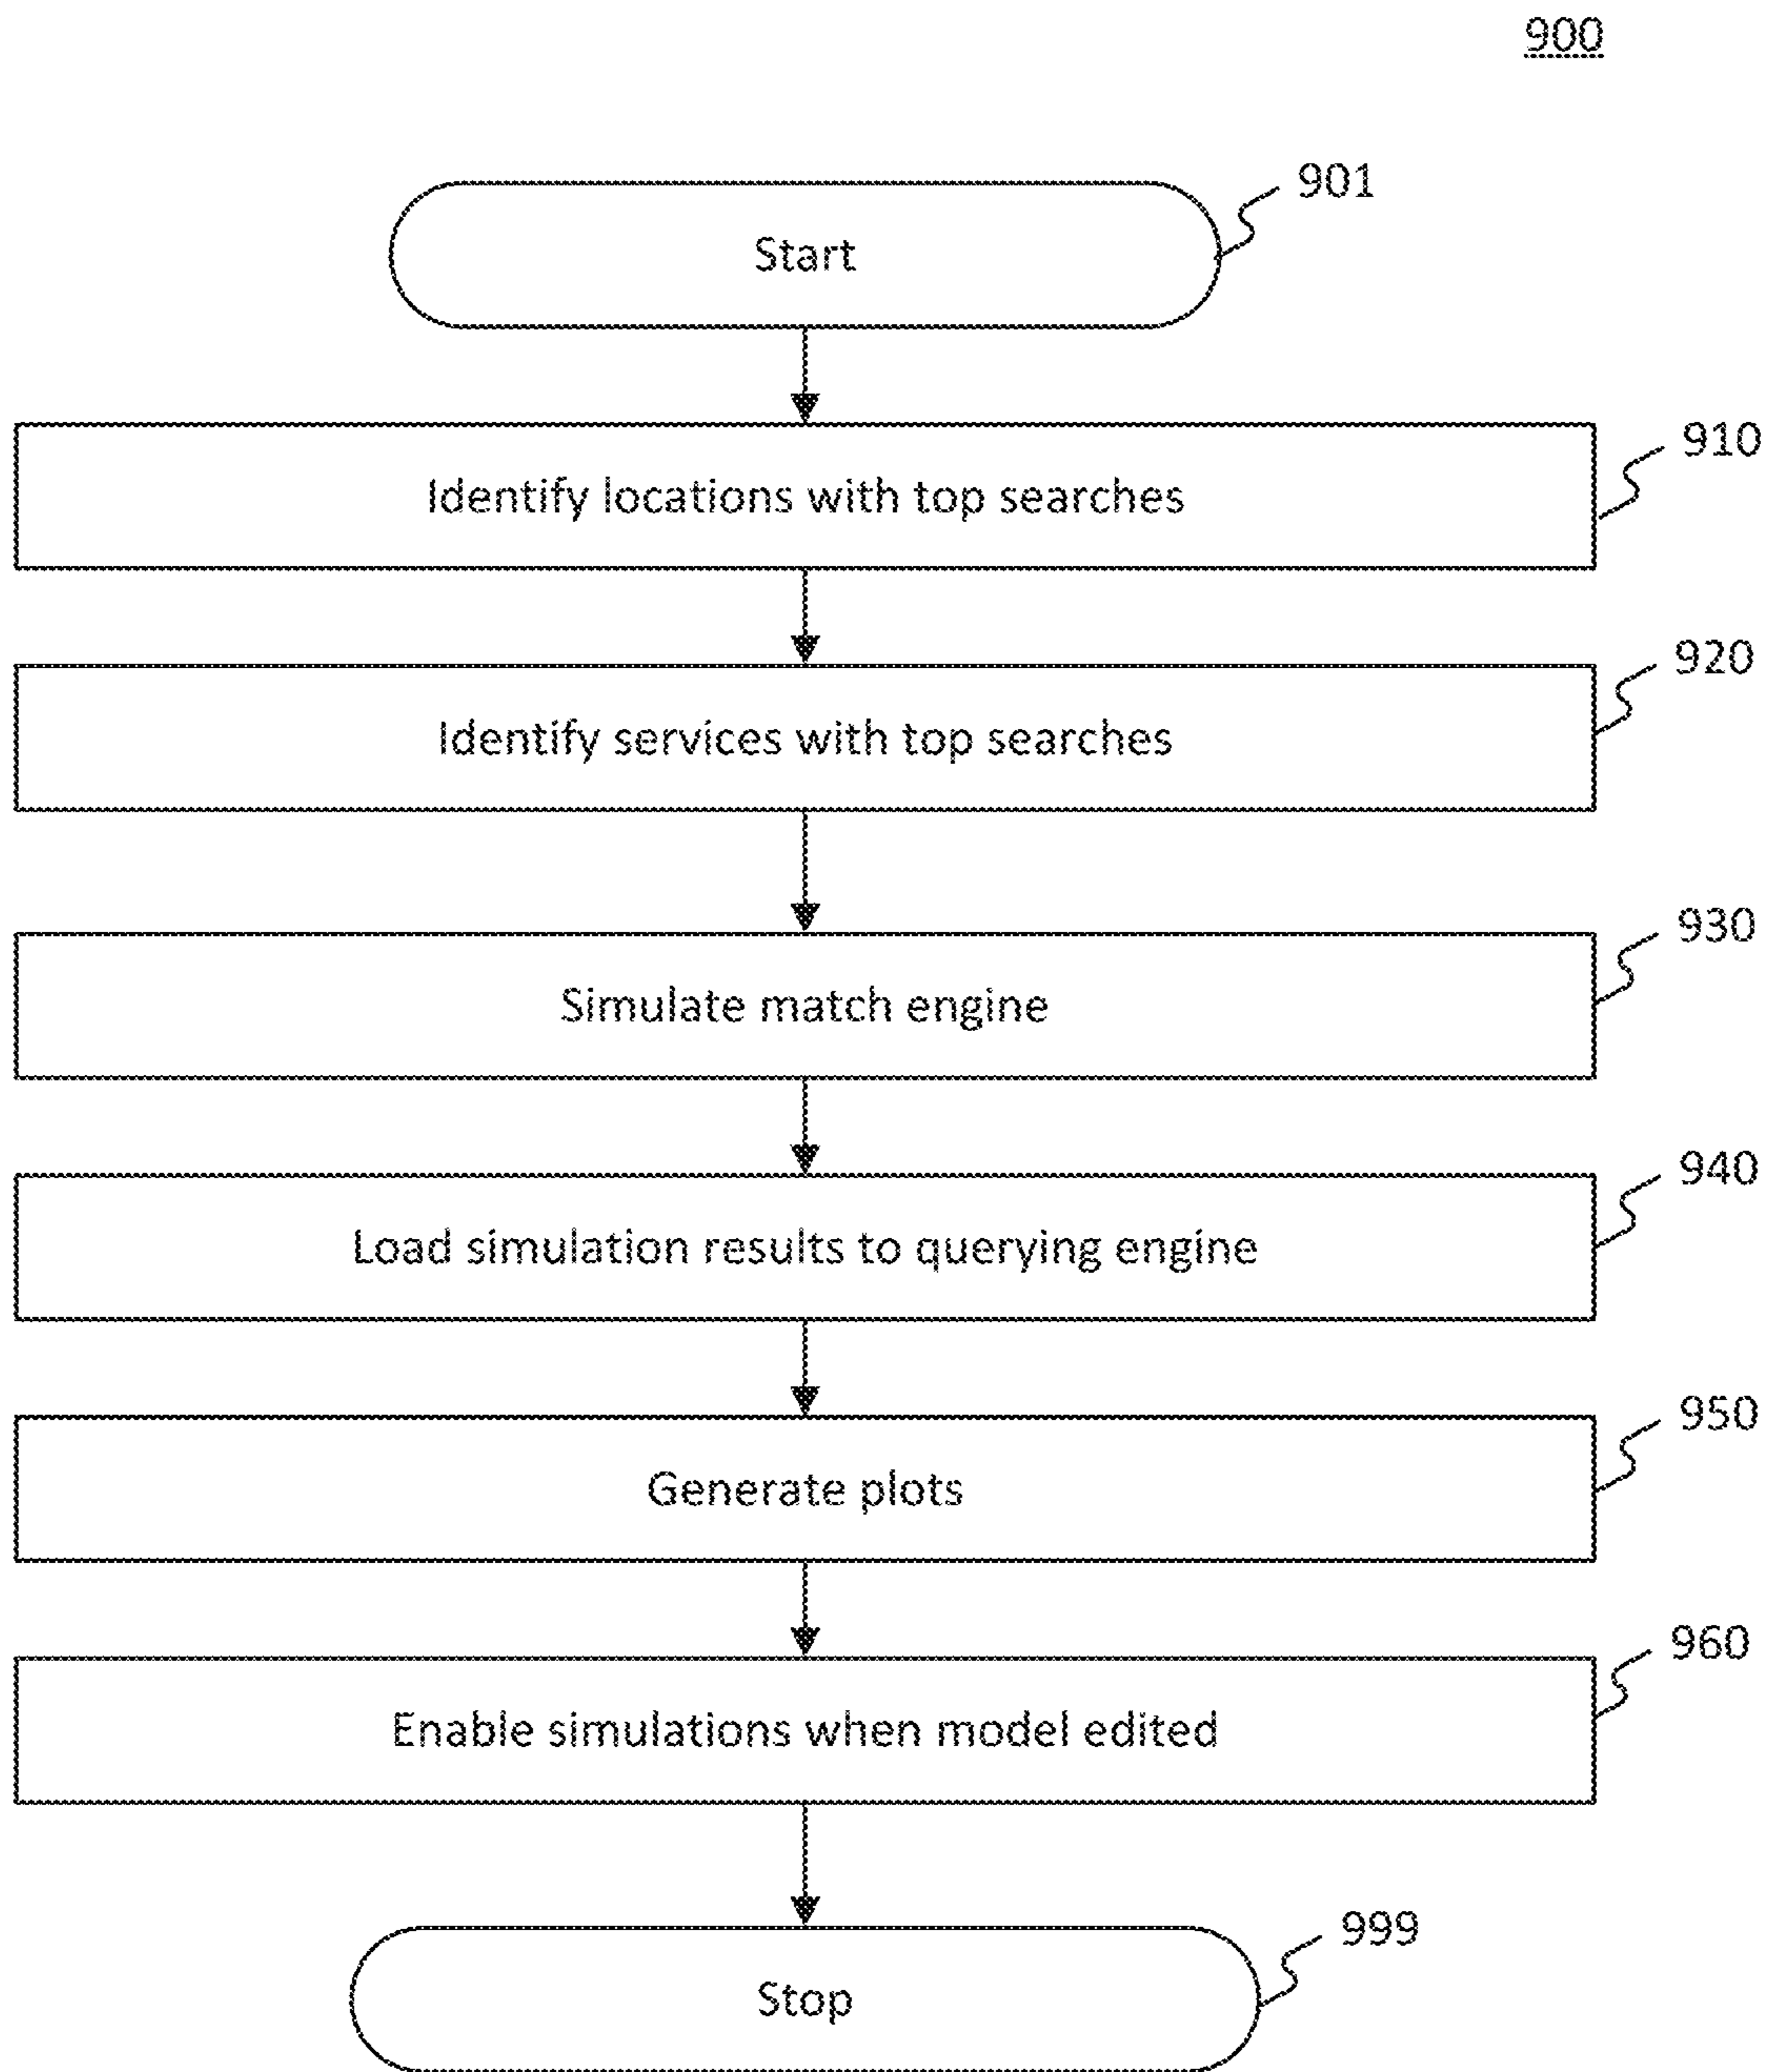 900
901
Start
910
Identify locations with top searches
920
Identify services with top searches
930
Simulate match engine
940
Load simulation results to querying engine
950
Generate plots
960
Enable simulations when model edited
999
Stop